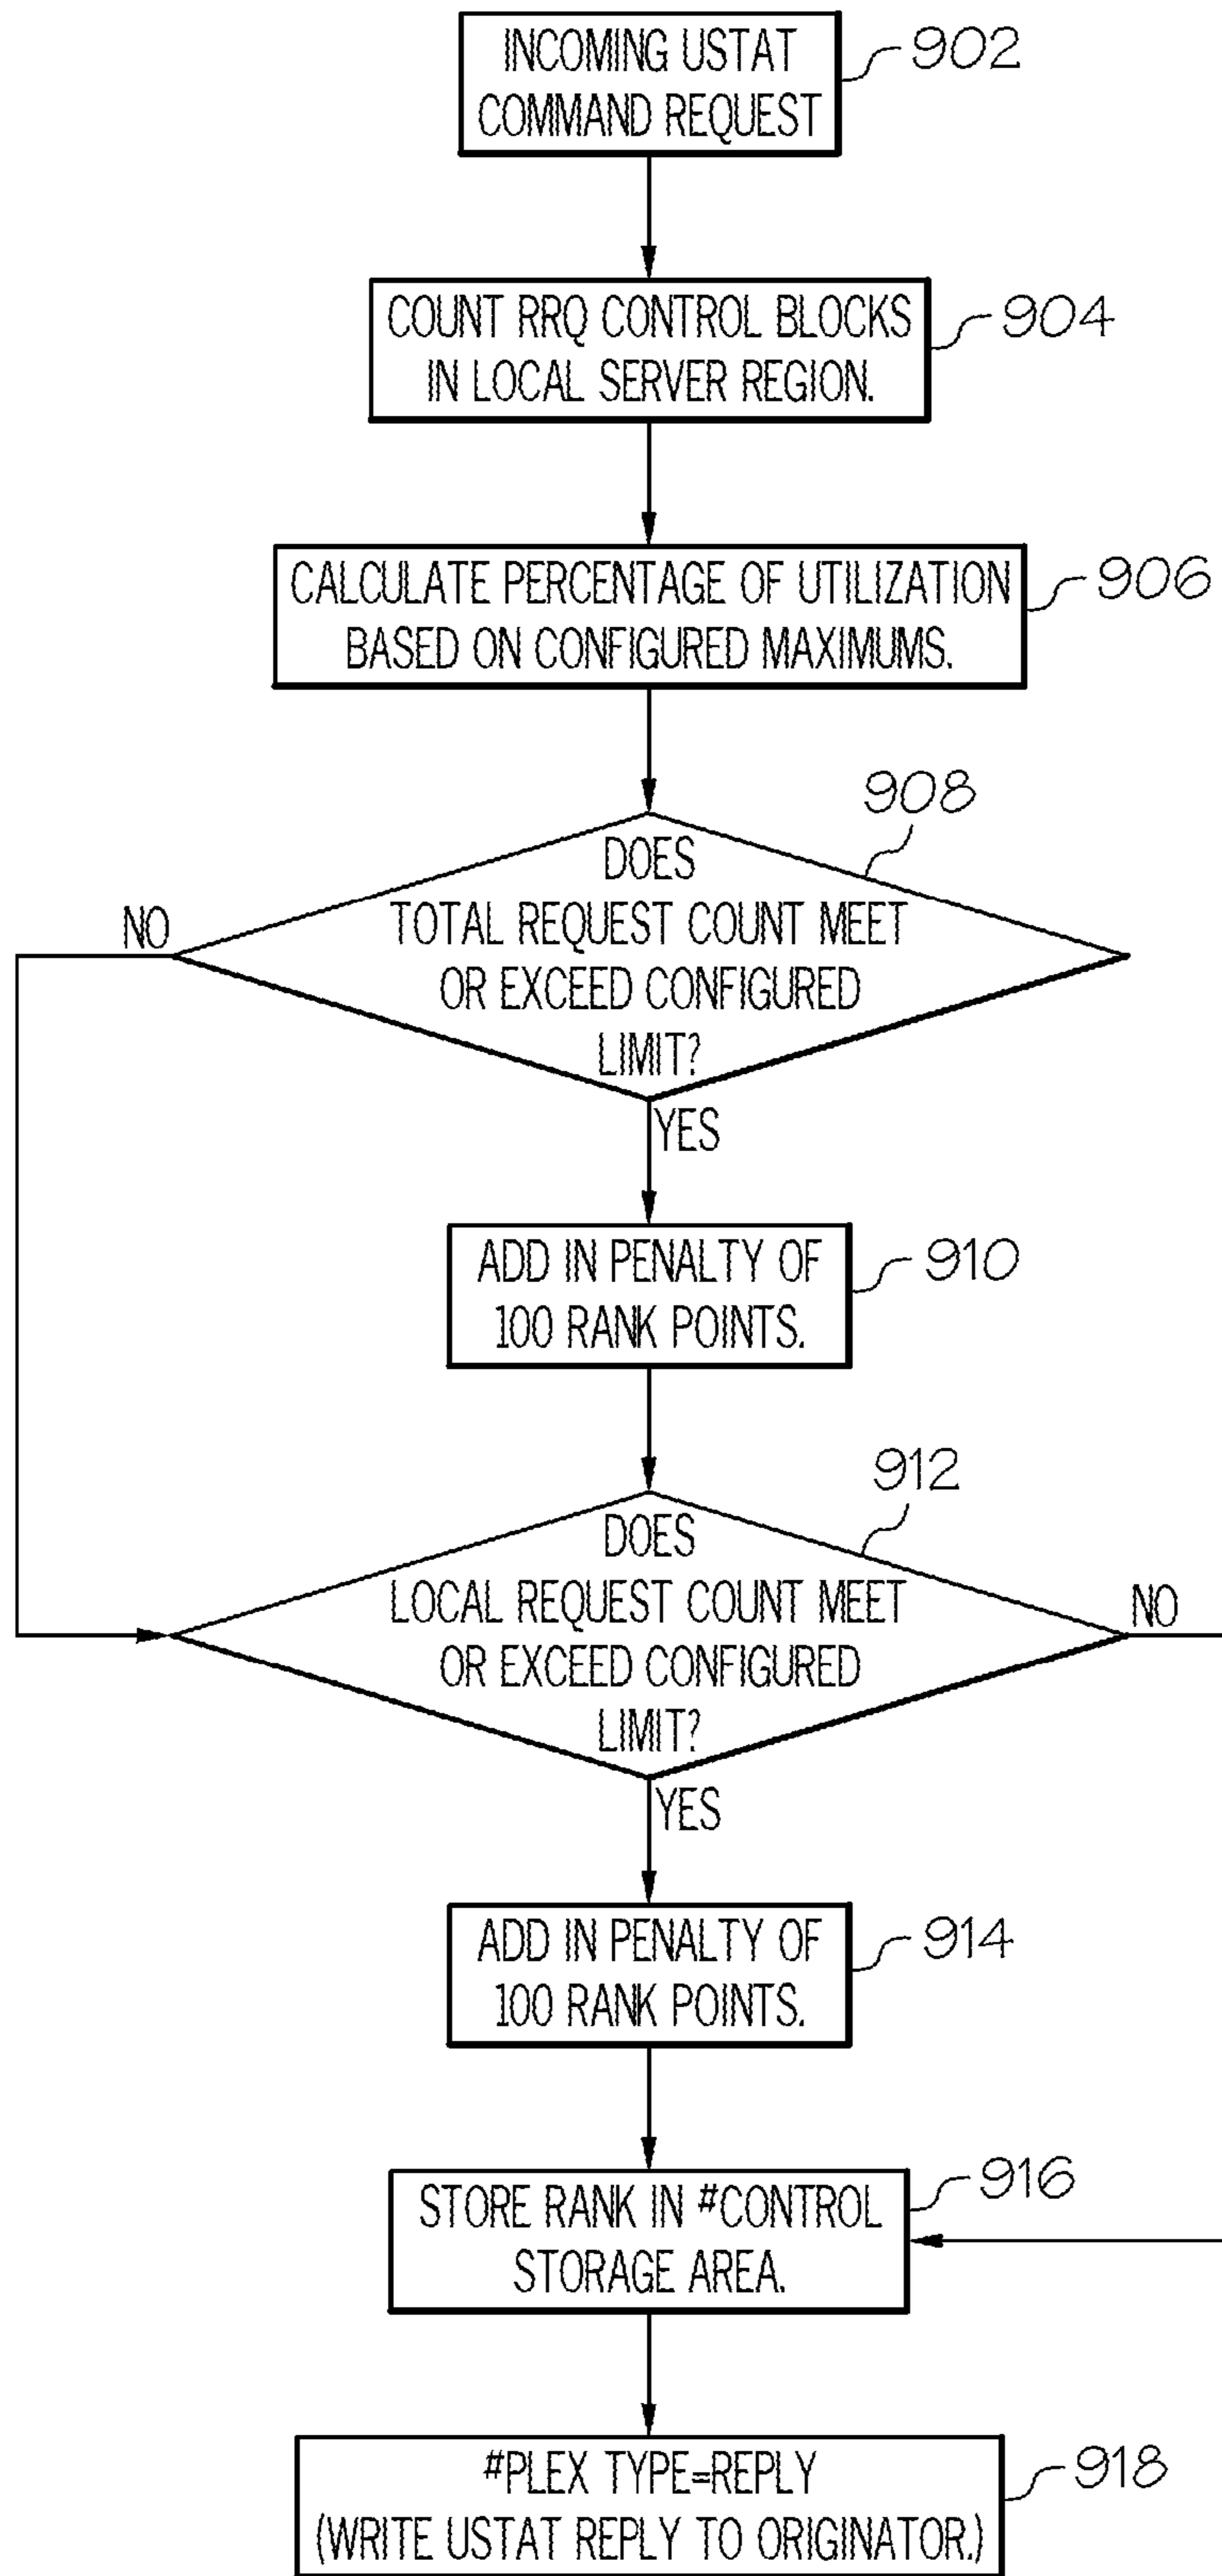 INCOMING USTAT
COMMAND REQUEST
902
COUNT RRQ CONTROL BLOCKS
IN LOCAL SERVER REGION.
904
CALCULATE PERCENTAGE OF UTILIZATION
BASED ON CONFIGURED MAXIMUMS.
906
908
DOES
TOTAL REQUEST COUNT MEET
OR EXCEED CONFIGURED
LIMIT?
NO
YES
ADD IN PENALTY OF
100 RANK POINTS.
910
912
DOES
LOCAL REQUEST COUNT MEET
OR EXCEED CONFIGURED
LIMIT?
NO
YES
ADD IN PENALTY OF
100 RANK POINTS.
914
STORE RANK IN #CONTROL
STORAGE AREA.
916
#PLEX TYPE=REPLY
(WRITE USTAT REPLY TO ORIGINATOR.)
918